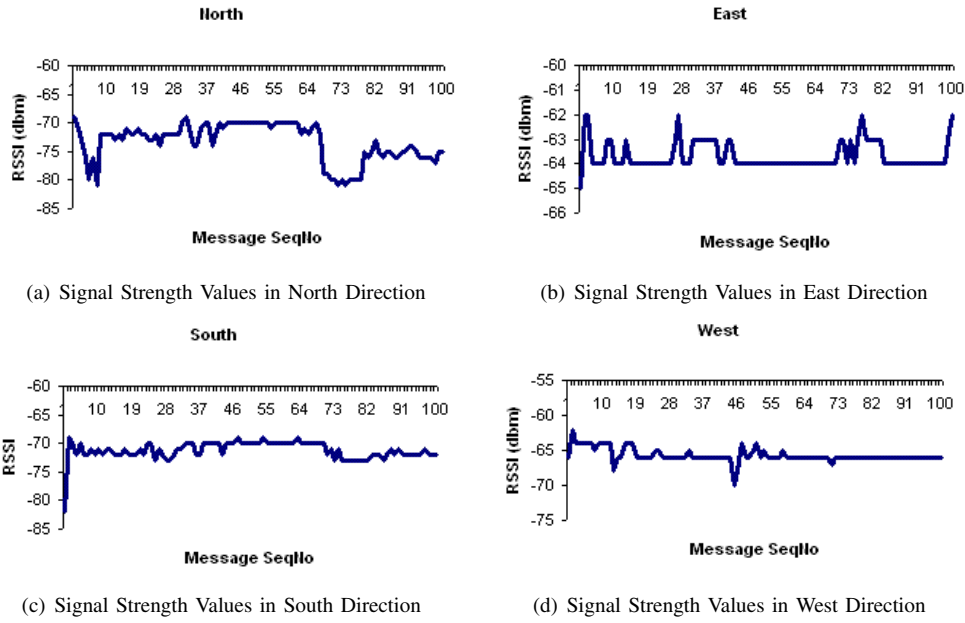 North
-60
-65
-70
-75
-80
-85
RSSI (dbm)
10 19 28 37 46 55 64 73 82 91 100
Message SeqNo
(a) Signal Strength Values in North Direction
East
-60
-61
-62
-63
-64
-65
-66
RSSI (dbm)
10 19 28 37 46 55 64 73 82 91 100
Message SeqNo
(b) Signal Strength Values in East Direction
South
-60
-65
-70
-75
-80
-85
RSSI
10 19 28 37 46 55 64 73 82 91 100
Message SeqNo
(c) Signal Strength Values in South Direction
West
-55
-60
-65
-70
-75
RSSI (dbm)
10 19 28 37 46 55 64 73 82 91 100
Message SeqNo
(d) Signal Strength Values in West Direction